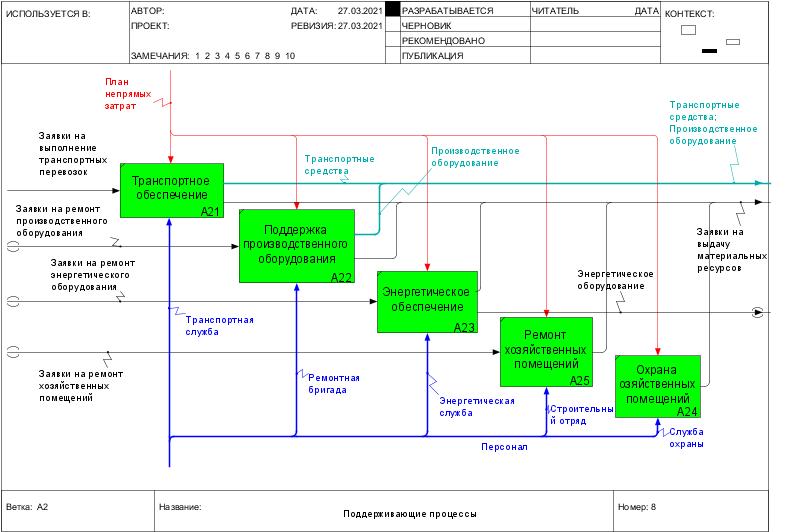 ИСПОЛЬЗУЕТСЯ В:
АВТОР:
ДАТА: 27.03.2021
РАЗРАБАТЫВАЕТСЯ
ЧИТАТЕЛЬ
ДАТА
КОНТЕКСТ:
ПРОЕКТ:
РЕВИЗИЯ: 27.03.2021
ЧЕРНОВИК
РЕКОМЕНДОВАНО
ЗАМЕЧАНИЯ: 1 2 3 4 5 6 7 8 9 10
ПУБЛИКАЦИЯ
План
непрямых
затрат
Транспортные
средства;
Производственное
оборудование
Заявки на
выполнение
транспортных
перевозок
Транспортные
средства
Производственное
оборудование
Транспортное
обеспечение
A21
Заявки на ремонт
производственного
оборудования
Поддержка
производственного
оборудования
A22
Заявки на
выдачу
материальных
ресурсов
Заявки на ремонт
энергетического
оборудования
Энергетическое
оборудование
Энергетическое
обеспечение
A23
Транспортная
служба
Ремонт
хозяйственных
помещений
A25
Заявки на ремонт
хозяйственных
помещений
Охрана
озяйственных
помещений
A24
Ремонтная
бригада
Энергетическая
служба
Строительны
й отряд
Служба
охраны
Персонал
Ветка: A2
Название:
Поддерживающие процессы
Номер: 8